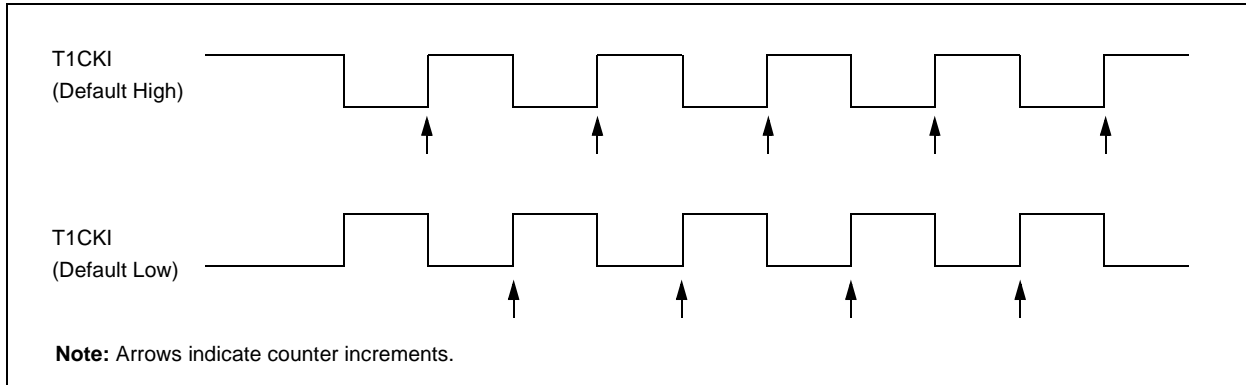 T1CKI
(Default High)
T1CKI
(Default Low)
Note: Arrows indicate counter increments.